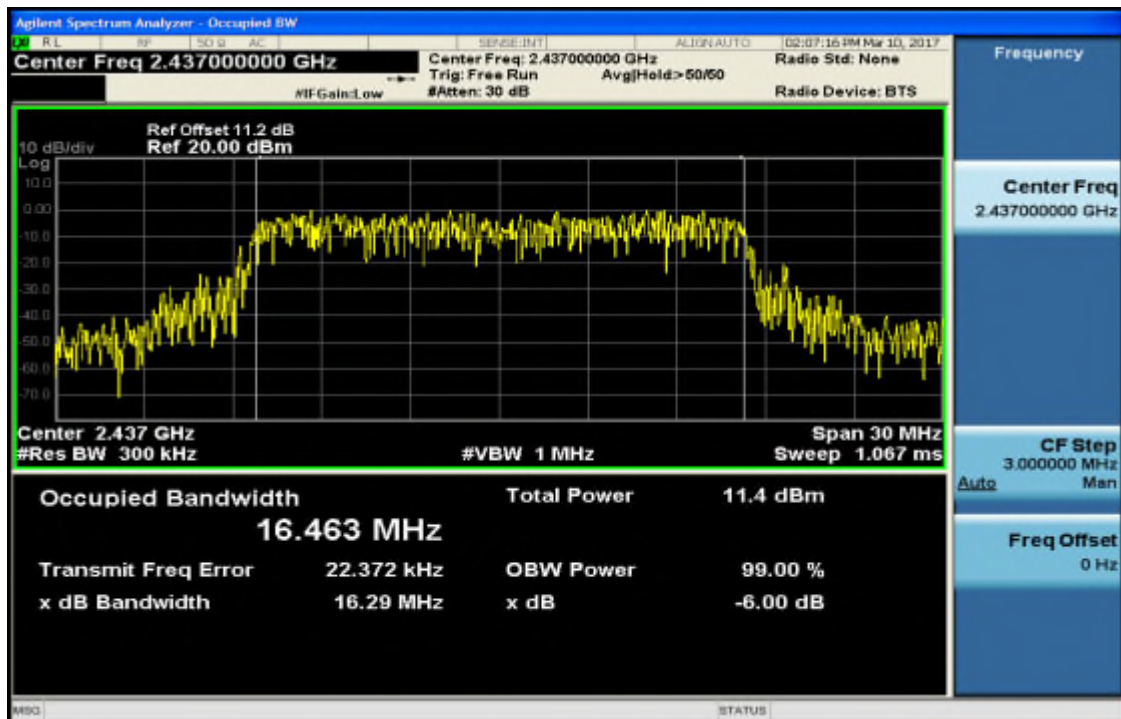 Agilent Spectrum Analyzer - Occupied BW
LXI RL RF 50 Ω AC SENSE:INT ALIGN AUTO 02:07:16 PM Mar 10, 2017
Center Freq 2.437000000 GHz
Center Freq: 2.437000000 GHz
Radio Std: None
Trig: Free Run Avg|Hold:>50/50
#IFGain:Low
#Atten: 30 dB
Radio Device: BTS
Ref Offset 11.2 dB
10 dB/div Ref 20.00 dBm
Log
10.0
0.00
-10.0
-20.0
-30.0
-40.0
-50.0
-60.0
-70.0
Center 2.437 GHz Span 30 MHz
#Res BW 300 kHz #VBW 1 MHz Sweep 1.067 ms
Occupied Bandwidth Total Power 11.4 dBm
16.463 MHz
Transmit Freq Error 22.372 kHz OBW Power 99.00 %
x dB Bandwidth 16.29 MHz x dB -6.00 dB
Frequency
Center Freq
2.437000000 GHz
CF Step
3.000000 MHz
Auto Man
Freq Offset
0 Hz
MSG STATUS